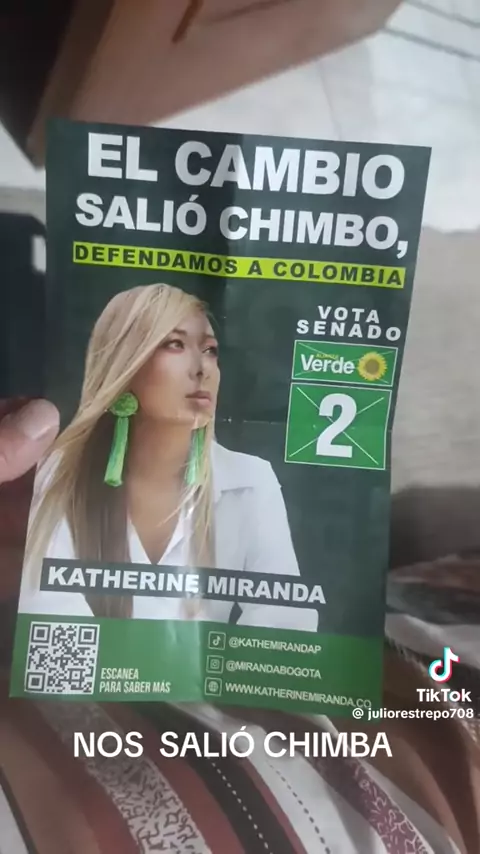 EL CAMBIO
SALIÓ CHIMBO,
DEFENDAMOS A COLOMBIA
VOTA
SENADO
Verde
2
KATHERINE MIRANDA
@KATHEMIRANDAP
@MIRANDABOGOTA
WWW.KATHERINEMIRANDA.CO
ESCANEA
PARA SABER MÁS
TikTok
@juliorestrepo708
NOS SALIÓ CHIMBA